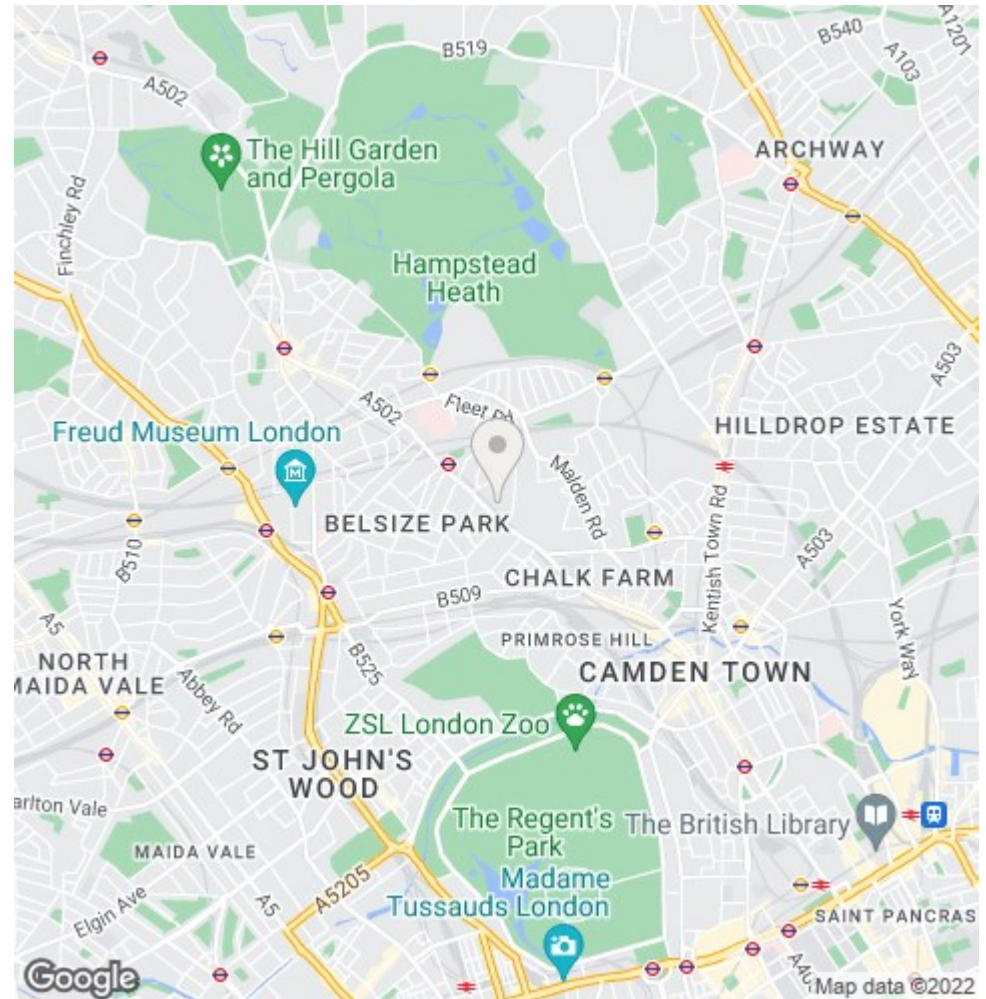 B519
B540
A103
A1201
A502
The Hill Garden
and Pergola
ARCHWAY
Finchley Rd
Hampstead
Heath
A503
A502
Fleet Rd
Freud Museum London
HILLDROP ESTATE
M
Malden Rd
BELSIZE PARK
B510
Kentish Town Rd
A503
CHALK FARM
B509
A5
York Way
PRIMROSE HILL
B525
NORTH
MAIDA VALE
CAMDEN TOWN
Abbey Rd
ZSL London Zoo
ST JOHN'S
WOOD
arlton Vale
The Regent's
Park
The British Library
MAIDA VALE
Madame
Tussauds London
A5205
Elgin Ave
A5
SAINT PANCRAS
Google
Map data ©2022